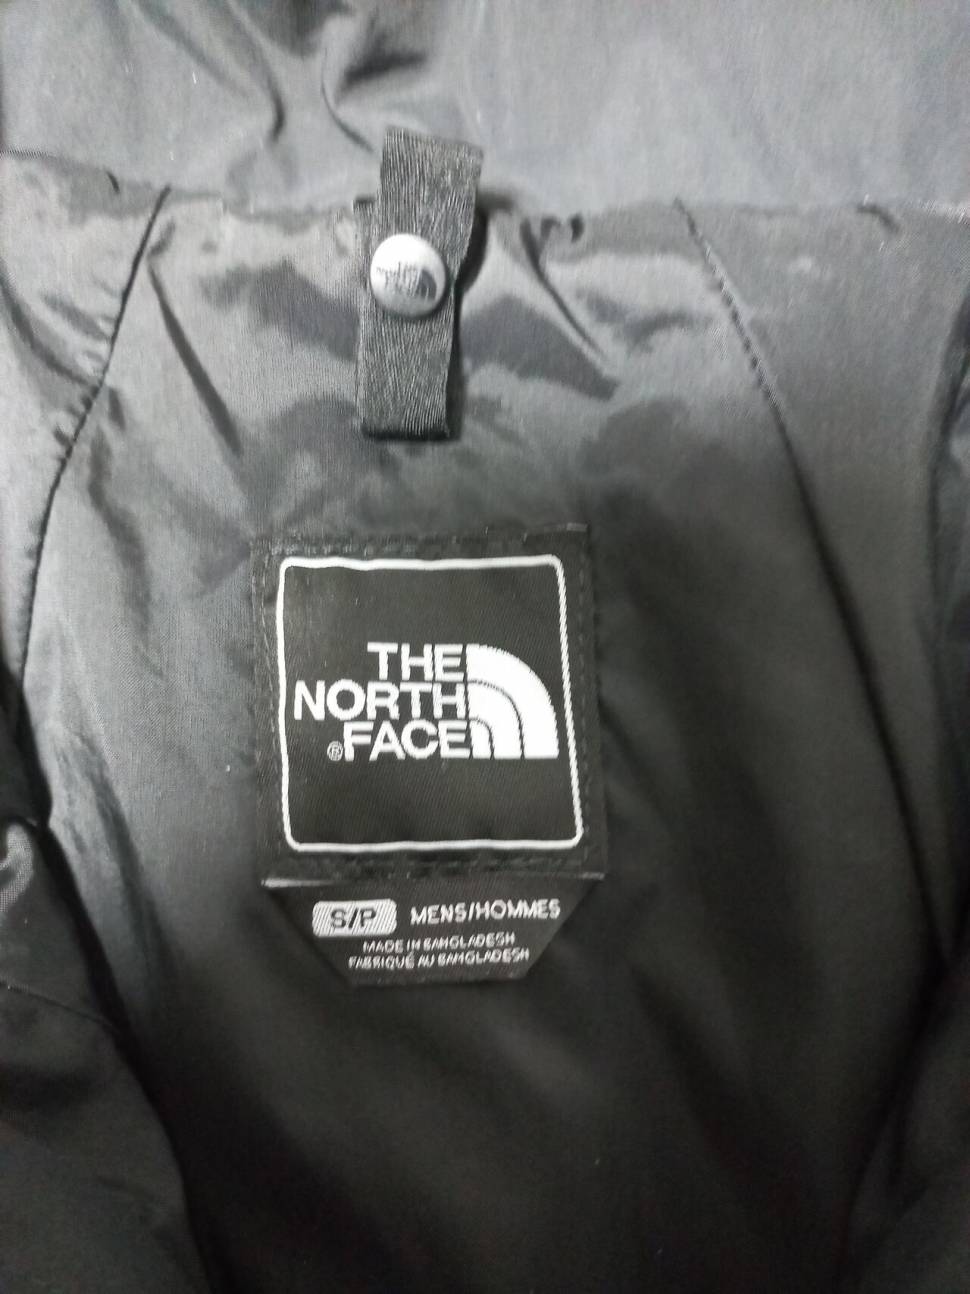 THE
NORTH
®FACE
S/P MENS/HOMMES
MADE IN BANGLADESH
FABRIQUÉ AU BANGLADESH